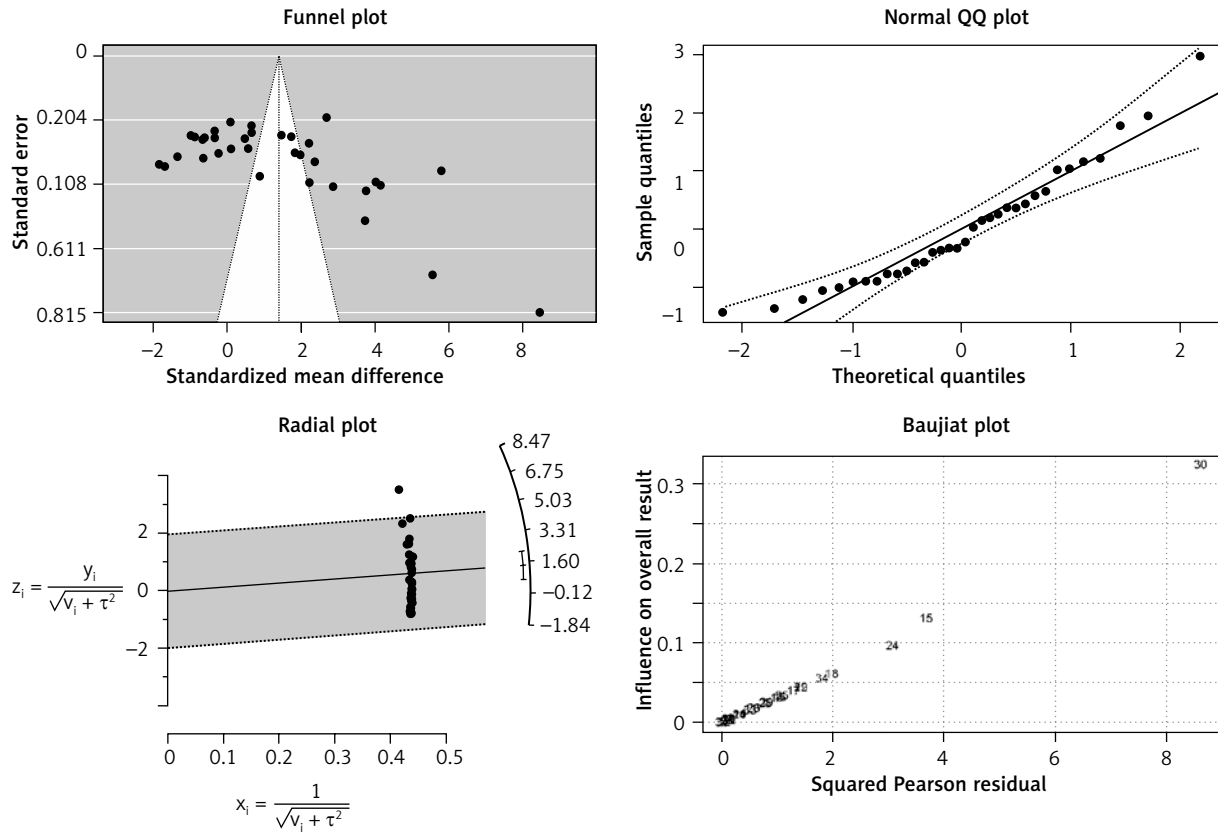 Funnel plot
Standard error
0
0.204
0.108
0.611
0.815
−2 0 2 4 6 8
Standardized mean difference
Normal QQ plot
Sample quantiles
3
2
1
0
−1
−2 −1 0 1 2
Theoretical quantiles
Radial plot
zᵢ = yᵢ / √(vᵢ + τ²)
2
0
−2
8.47
6.75
5.03
3.31
1.60
−0.12
−1.84
0 0.1 0.2 0.3 0.4 0.5
xᵢ = 1 / √(vᵢ + τ²)
Baujiat plot
Influence on overall result
0.3
0.2
0.1
0
30
15
24
18
34
0 2 4 6 8
Squared Pearson residual